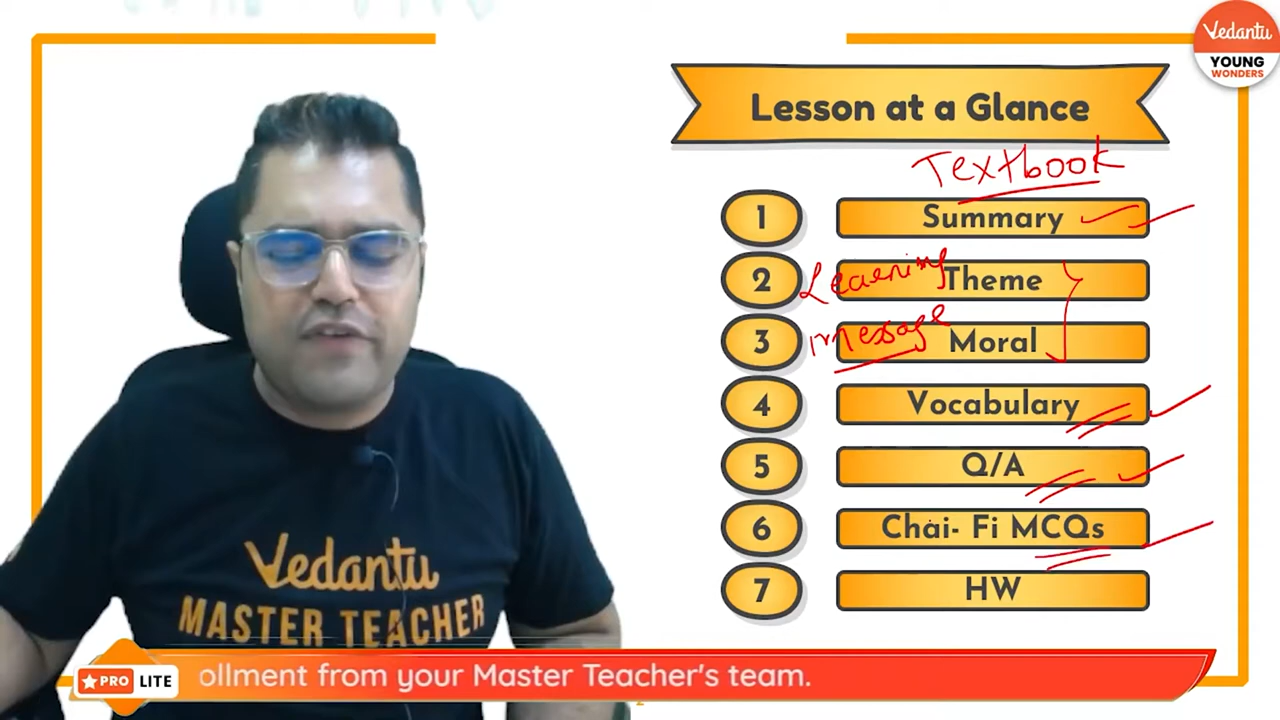 Vedantu
YOUNG
WONDERS
Lesson at a Glance
Textbook
1 Summary
2 Learning Theme
3 message Moral
4 Vocabulary
5 Q/A
6 Chai- Fi MCQs
7 HW
Vedantu
MASTER TEACHER
PRO LITE ollment from your Master Teacher's team.